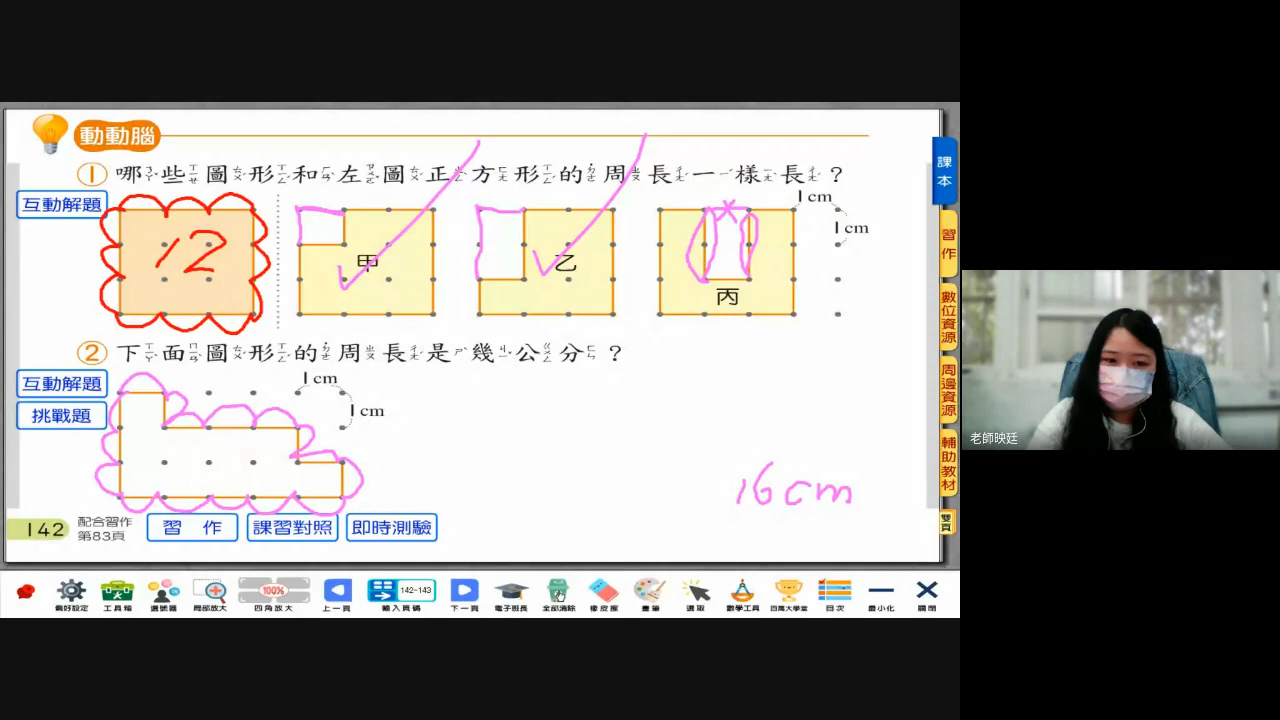 動動腦
① 哪些圖形和左圖正方形的周長一樣長？
互動解題
1 cm
1 cm
12
甲
乙
丙
② 下面圖形的周長是幾公分？
互動解題
挑戰題
1 cm
1 cm
16cm
142
配合習作
第83頁
習 作
課習對照
即時測驗
課本
習作
數位資源
周邊資源
輔助教材
雙頁
老師映廷
100%
142-143
偏好設定
工具箱
選號器
局部放大
四角放大
上一頁
輸入頁碼
下一頁
電子班長
全部清除
橡皮擦
畫筆
選取
數學工具
百萬大學堂
目次
最小化
關閉